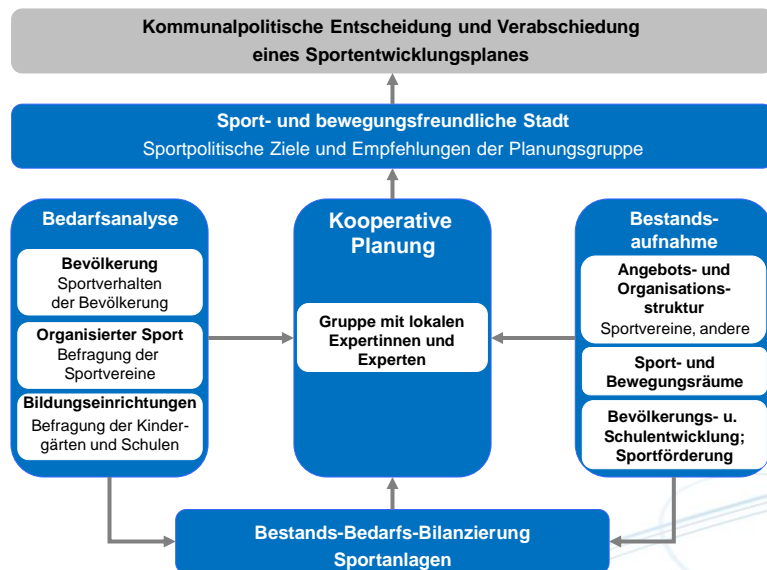 Kommunalpolitische Entscheidung und Verabschiedung
eines Sportentwicklungsplanes
Sport- und bewegungsfreundliche Stadt
Sportpolitische Ziele und Empfehlungen der Planungsgruppe
Bedarfsanalyse
Bevölkerung
Sportverhalten
der Bevölkerung
Organisierter Sport
Befragung der
Sportvereine
Bildungseinrichtungen
Befragung der Kinder-
gärten und Schulen
Kooperative
Planung
Gruppe mit lokalen
Expertinnen und
Experten
Bestands-
aufnahme
Angebots- und
Organisations-
struktur
Sportvereine, andere
Sport- und
Bewegungsräume
Bevölkerungs- u.
Schulentwicklung;
Sportförderung
Bestands-Bedarfs-Bilanzierung
Sportanlagen